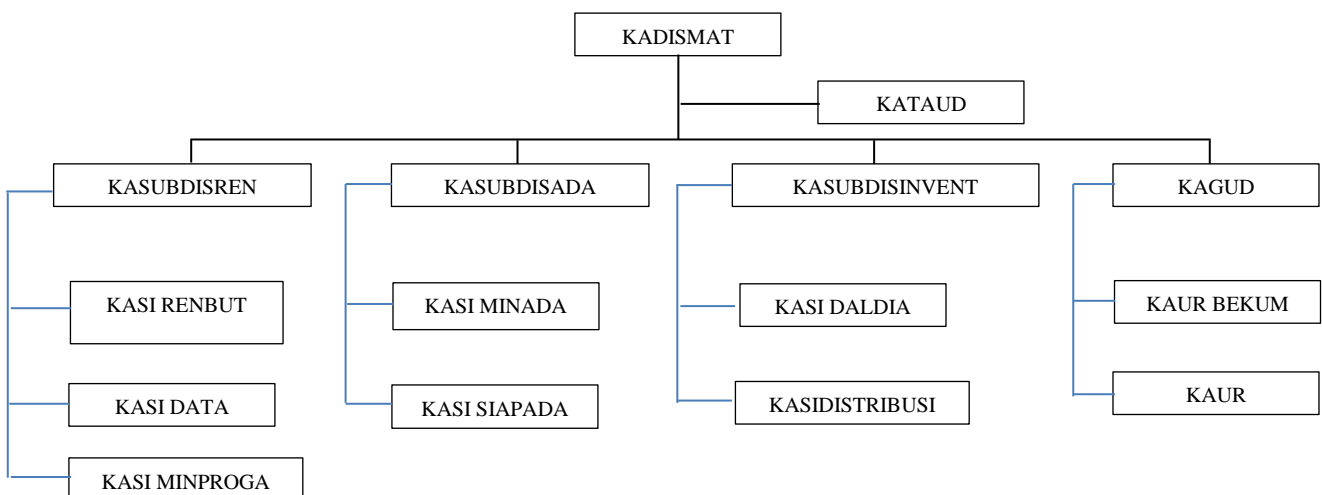 KADISMAT
KATAUD
KASUBDISREN
KASUBDISADA
KASUBDISINVENT
KAGUD
KASI RENBUT
KASI MINADA
KASI DALDIA
KAUR BEKUM
KASI DATA
KASI SIAPADA
KASIDISTRIBUSI
KAUR
KASI MINPROGA